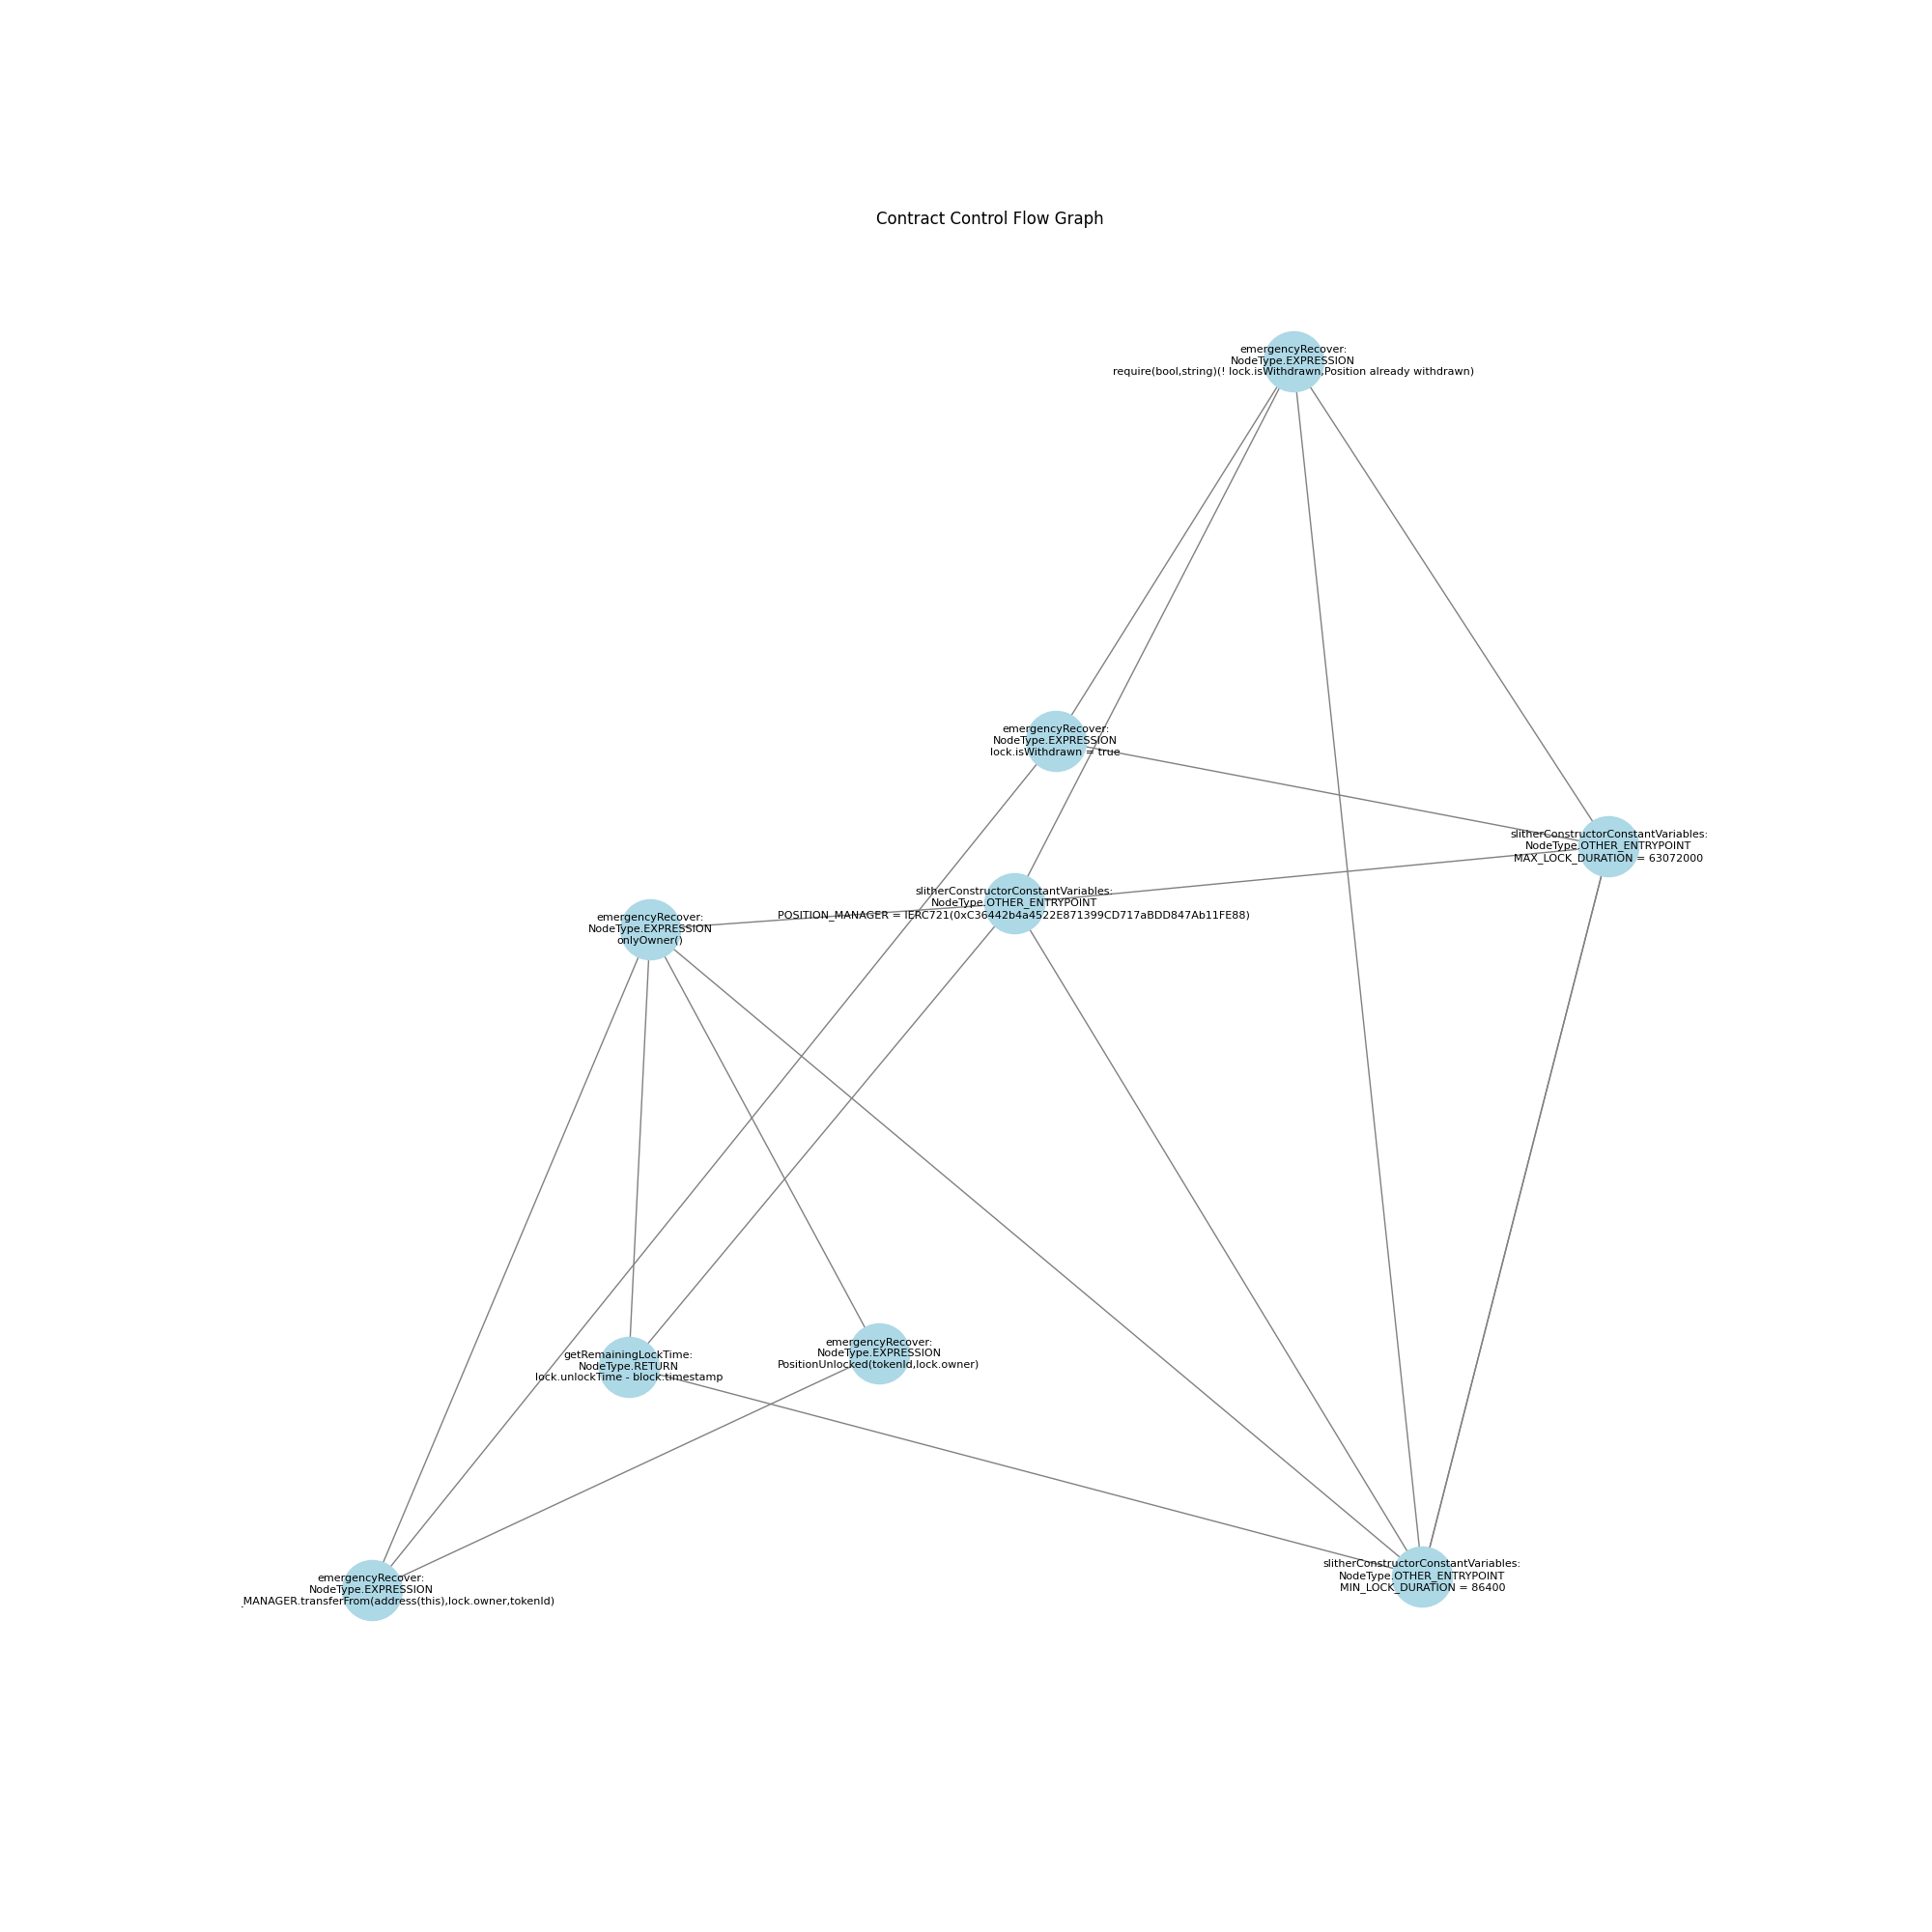 Contract Control Flow Graph
emergencyRecover:
NodeType.EXPRESSION
require(bool,string)(! lock.isWithdrawn,Position already withdrawn)
emergencyRecover:
NodeType.EXPRESSION
lock.isWithdrawn = true
slitherConstructorConstantVariables:
NodeType.OTHER_ENTRYPOINT
MAX_LOCK_DURATION = 63072000
slitherConstructorConstantVariables:
NodeType.OTHER_ENTRYPOINT
POSITION_MANAGER = IERC721(0xC36442b4a4522E871399CD717aBDD847Ab11FE88)
emergencyRecover:
NodeType.EXPRESSION
onlyOwner()
emergencyRecover:
NodeType.EXPRESSION
PositionUnlocked(tokenId,lock.owner)
getRemainingLockTime:
NodeType.RETURN
lock.unlockTime - block.timestamp
slitherConstructorConstantVariables:
NodeType.OTHER_ENTRYPOINT
MIN_LOCK_DURATION = 86400
emergencyRecover:
NodeType.EXPRESSION
_MANAGER.transferFrom(address(this),lock.owner,tokenId)